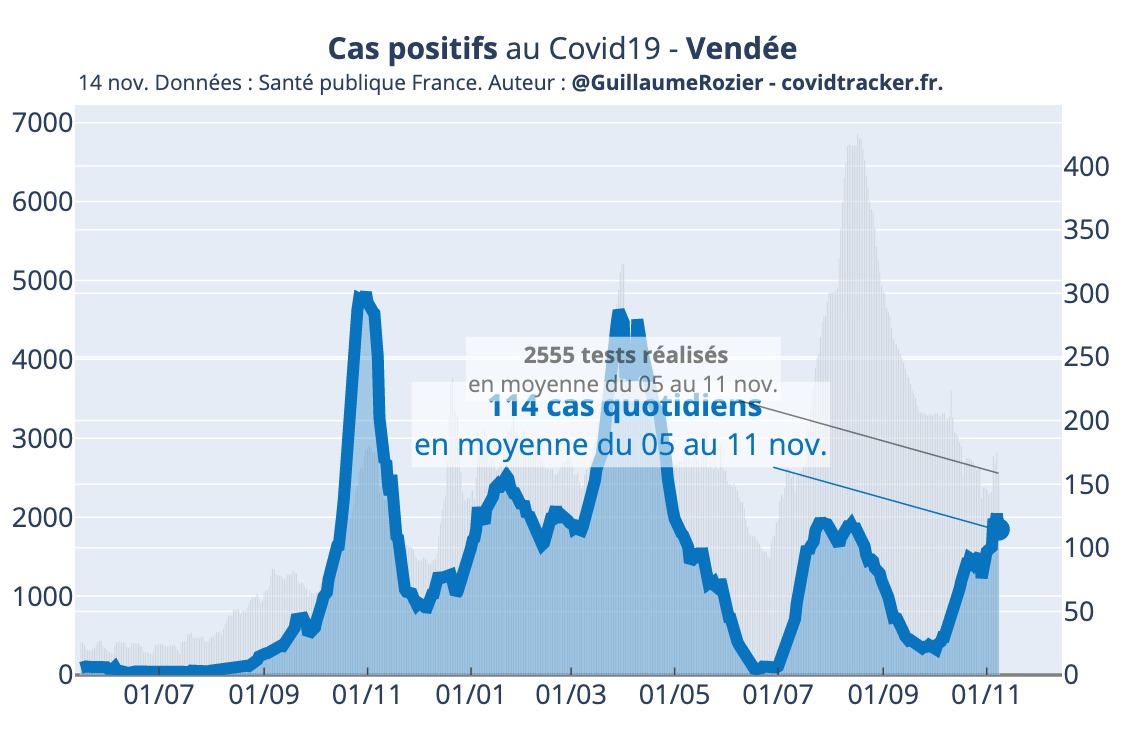 Cas positifs au Covid19 - Vendée
14 nov. Données : Santé publique France. Auteur : @GuillaumeRozier - covidtracker.fr.
7000
6000
5000
4000
3000
2000
1000
0
400
350
300
250
200
150
100
50
0
2555 tests réalisés
en moyenne du 05 au 11 nov.
114 cas quotidiens
en moyenne du 05 au 11 nov.
01/07 01/09 01/11 01/01 01/03 01/05 01/07 01/09 01/11